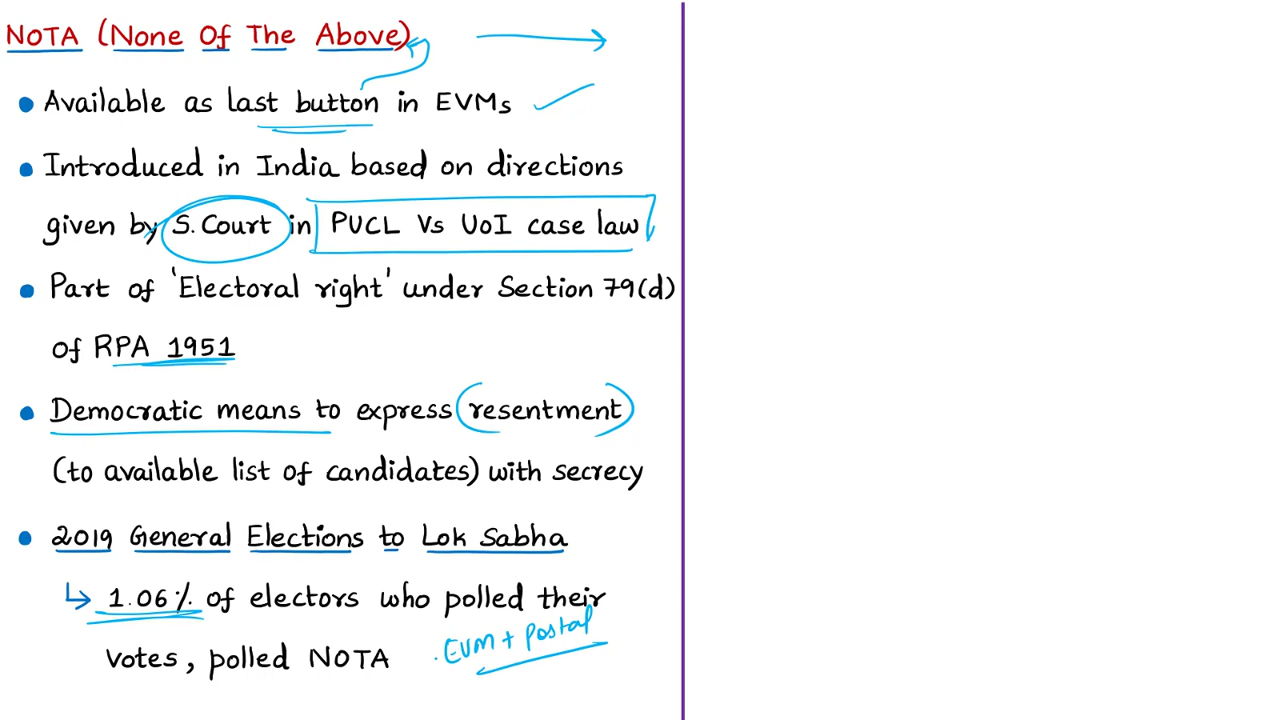 NOTA (None Of The Above)
• Available as last button in EVMs
• Introduced in India based on directions
given by S. Court in PUCL Vs UoI case law
• Part of 'Electoral right' under Section 79(d)
of RPA 1951
• Democratic means to express (resentment)
(to available list of candidates) with secrecy
• 2019 General Elections to Lok Sabha
↳ 1.06% of electors who polled their
votes, polled NOTA
EVM + Postal